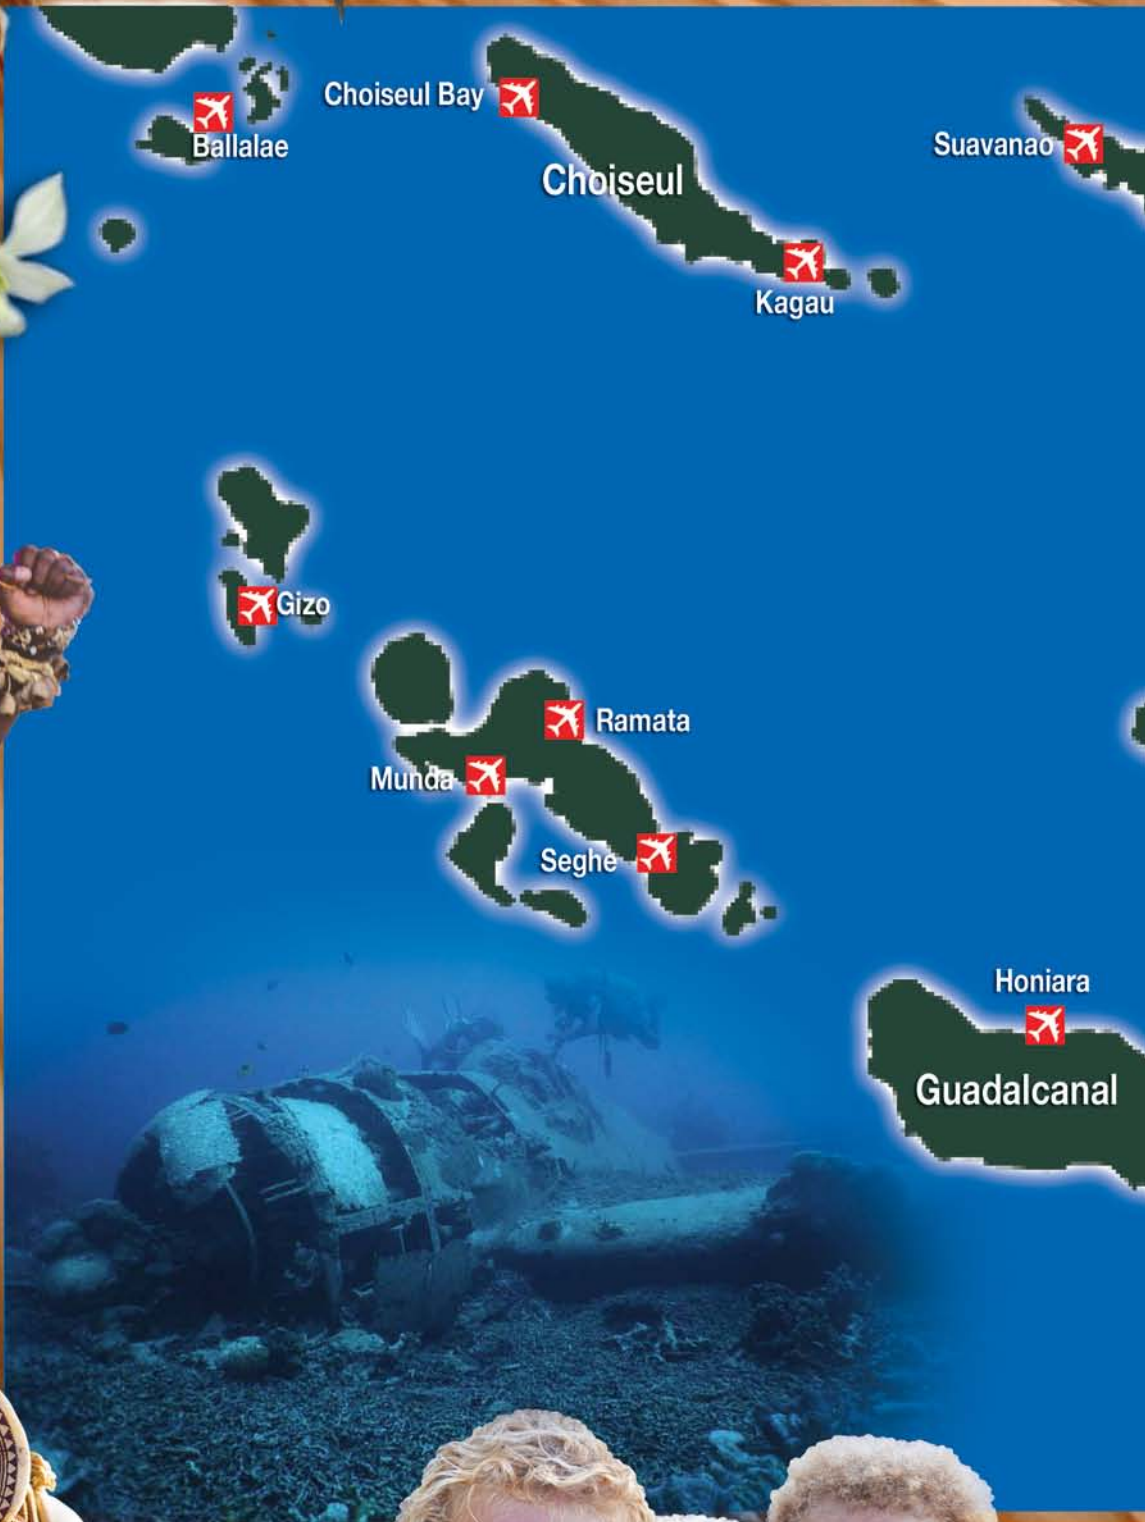 Choiseul Bay
Ballalae
Suavanao
Choiseul
Kagau
Gizo
Ramata
Munda
Seghe
Honiara
Guadalcanal